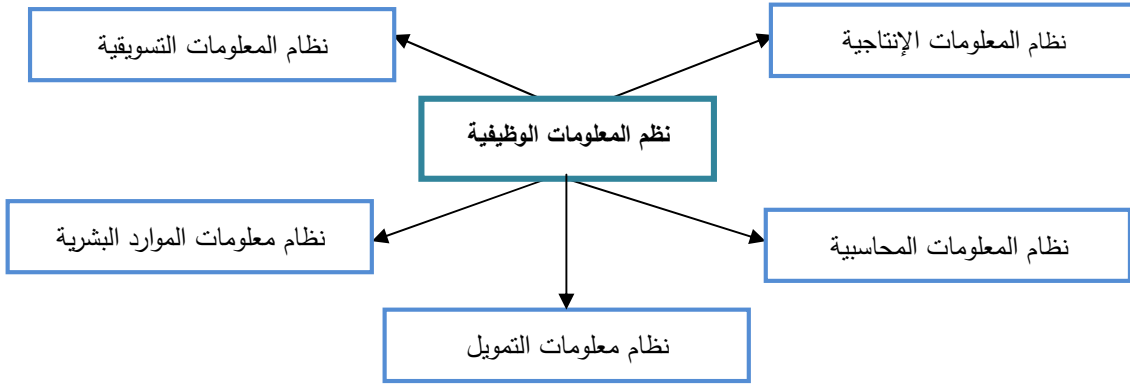 نظام المعلومات الإنتاجية
نظام المعلومات التسويقية
نظم المعلومات الوظيفية
نظام المعلومات المحاسبية
نظام معلومات الموارد البشرية
نظام معلومات التمويل